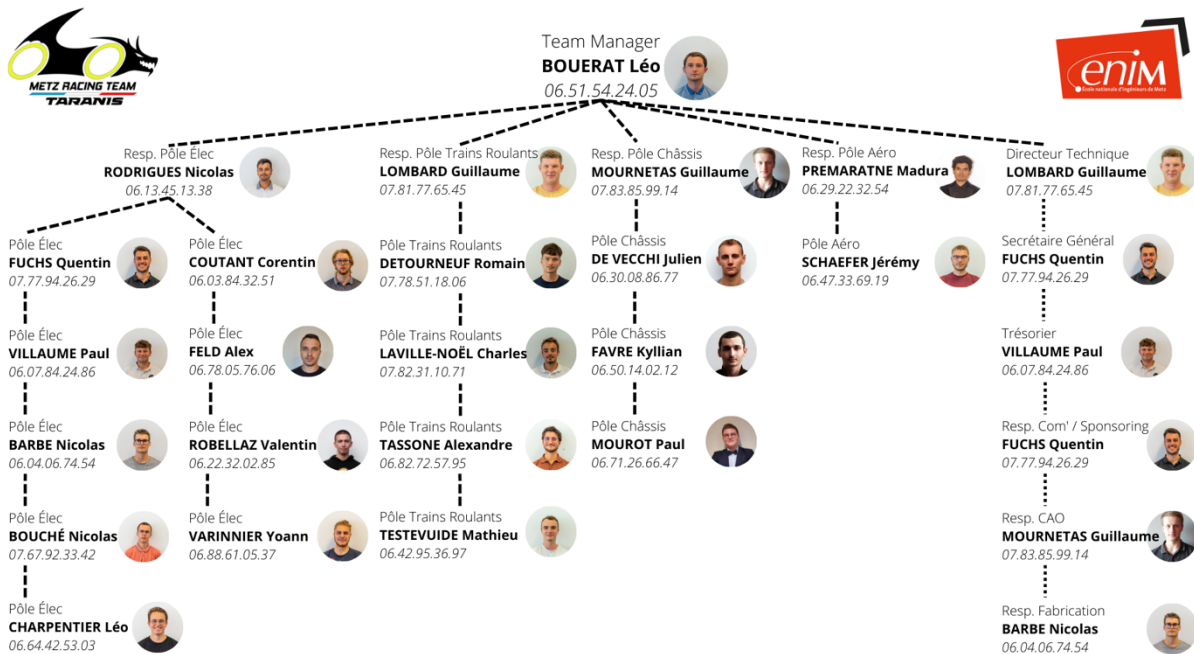 METZ RACING TEAM
TARANIS
Team Manager
BOUERAT Léo
06.51.54.24.05
enim
École nationale d'ingénieurs de Metz
Resp. Pôle Élec
RODRIGUES Nicolas
06.13.45.13.38
Resp. Pôle Trains Roulants
LOMBARD Guillaume
07.81.77.65.45
Resp. Pôle Châssis
MOURNETAS Guillaume
07.83.85.99.14
Resp. Pôle Aéro
PREMARATNE Madura
06.29.22.32.54
Directeur Technique
LOMBARD Guillaume
07.81.77.65.45
Pôle Élec
FUCHS Quentin
07.77.94.26.29
Pôle Élec
COUTANT Corentin
06.03.84.32.51
Pôle Trains Roulants
DETOURNEUF Romain
07.78.51.18.06
Pôle Châssis
DE VECCHI Julien
06.30.08.86.77
Pôle Aéro
SCHAEFER Jérémy
06.47.33.69.19
Secrétaire Général
FUCHS Quentin
07.77.94.26.29
Pôle Élec
VILLAUME Paul
06.07.84.24.86
Pôle Élec
FELD Alex
06.78.05.76.06
Pôle Trains Roulants
LAVILLE-NOËL Charles
07.82.31.10.71
Pôle Châssis
FAVRE Kyllian
06.50.14.02.12
Trésorier
VILLAUME Paul
06.07.84.24.86
Pôle Élec
BARBE Nicolas
06.04.06.74.54
Pôle Élec
ROBELLAZ Valentin
06.22.32.02.85
Pôle Trains Roulants
TASSONE Alexandre
06.82.72.57.95
Pôle Châssis
MOUROT Paul
06.71.26.66.47
Resp. Com' / Sponsoring
FUCHS Quentin
07.77.94.26.29
Pôle Élec
BOUCHÉ Nicolas
07.67.92.33.42
Pôle Élec
VARINNIER Yoann
06.88.61.05.37
Pôle Trains Roulants
TESTEVUIDE Mathieu
06.42.95.36.97
Resp. CAO
MOURNETAS Guillaume
07.83.85.99.14
Pôle Élec
CHARPENTIER Léo
06.64.42.53.03
Resp. Fabrication
BARBE Nicolas
06.04.06.74.54